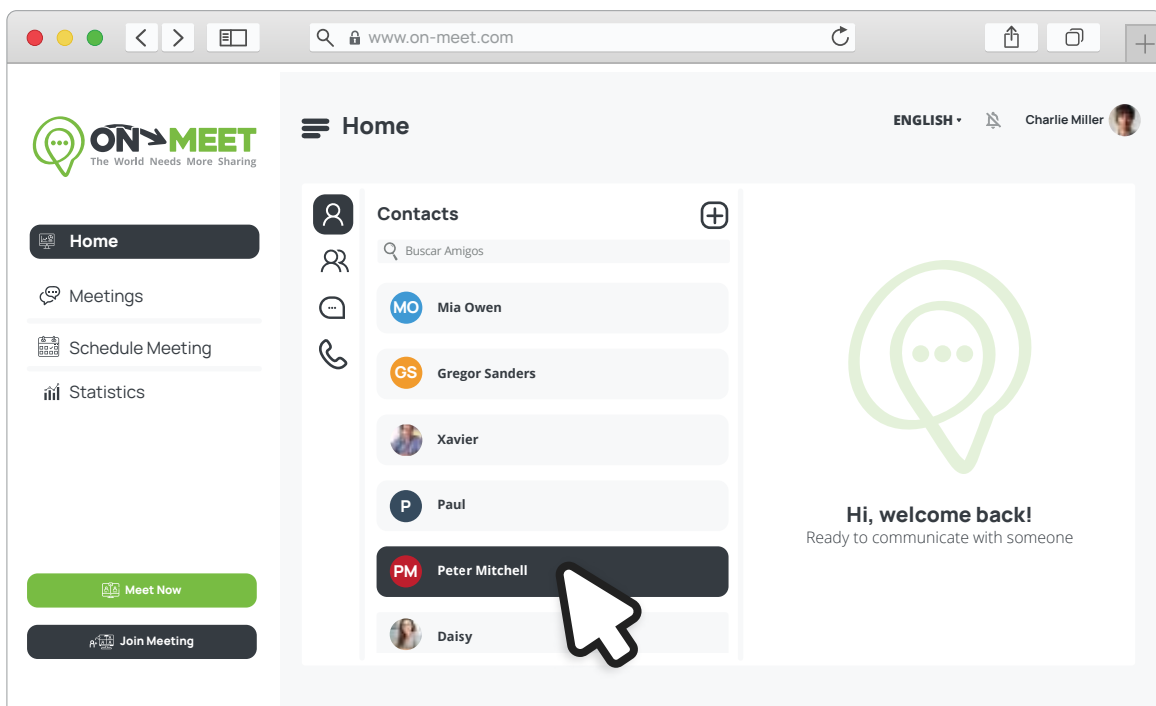 www.on-meet.com
ON MEET
The World Needs More Sharing
Home
Meetings
Schedule Meeting
Statistics
Meet Now
Join Meeting
Home
ENGLISH
Charlie Miller
Contacts
Buscar Amigos
MO Mia Owen
GS Gregor Sanders
Xavier
P Paul
PM Peter Mitchell
Daisy
Hi, welcome back!
Ready to communicate with someone